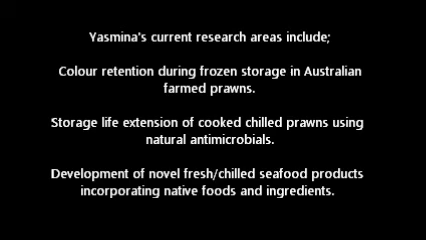 Yasmina's current research areas include;
Colour retention during frozen storage in Australian
farmed prawns.
Storage life extension of cooked chilled prawns using
natural antimicrobials.
Development of novel fresh/chilled seafood products
incorporating native foods and ingredients.